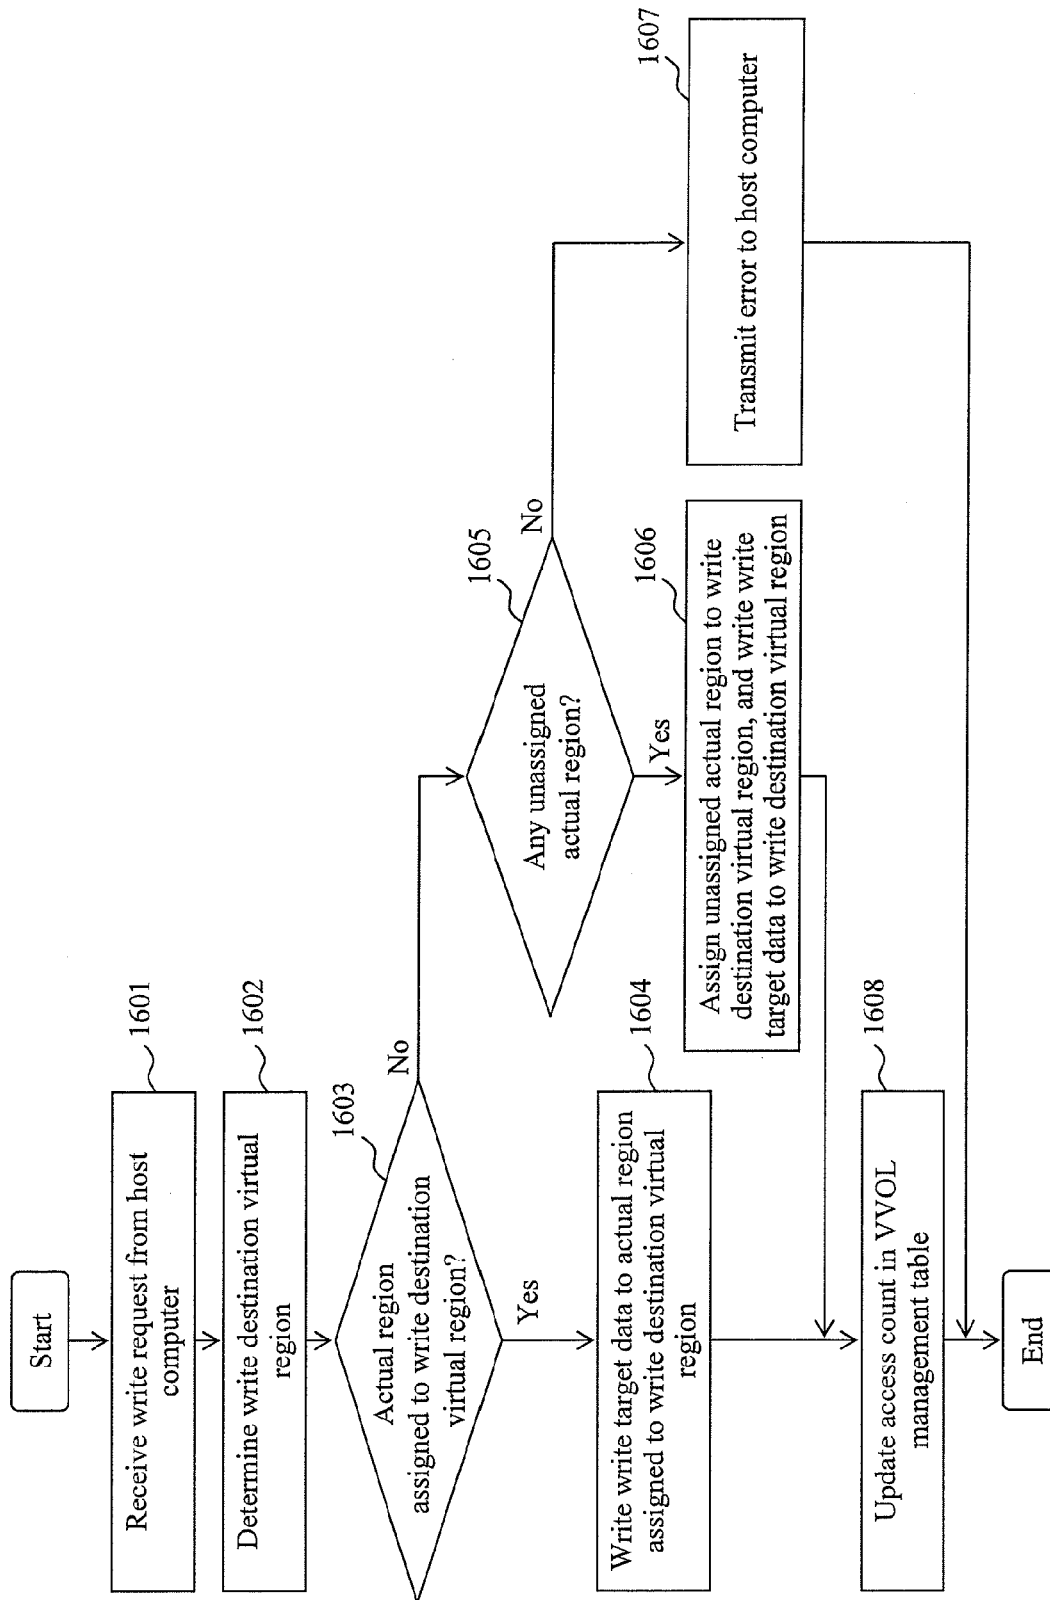 Start
Receive write request from host
computer
1601
Determine write destination virtual
region
1602
Actual region
assigned to write destination
virtual region?
1603
No
Yes
Write write target data to actual region
assigned to write destination virtual
region
1604
Any unassigned
actual region?
1605
No
Yes
Assign unassigned actual region to write
destination virtual region, and write write
target data to write destination virtual region
1606
Transmit error to host computer
1607
Update access count in VVOL
management table
1608
End